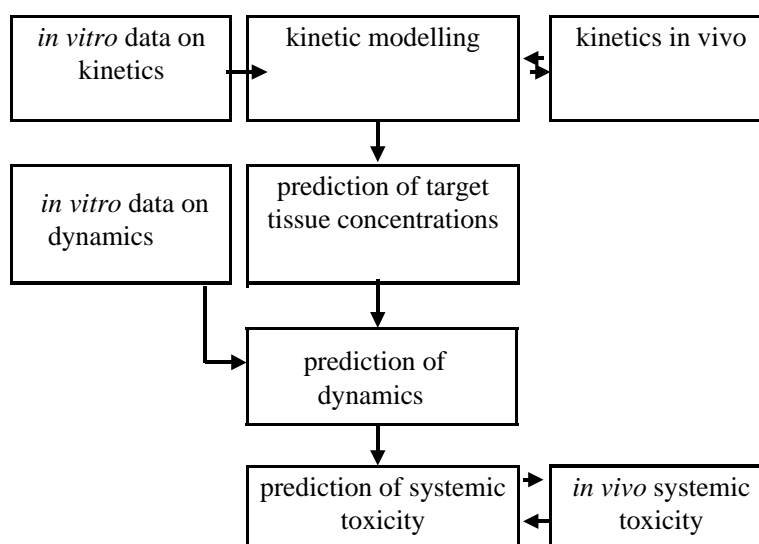 in vitro data on
kinetics
kinetic modelling
kinetics in vivo
in vitro data on
dynamics
prediction of target
tissue concentrations
prediction of
dynamics
prediction of systemic
toxicity
in vivo systemic
toxicity